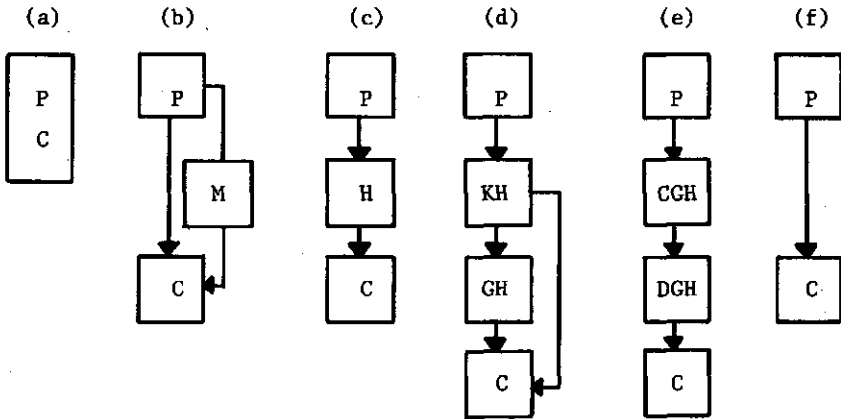 (a) (b) (c) (d) (e) (f)
P P P P P P
C
M H KH CGH
C C GH DGH C
C C